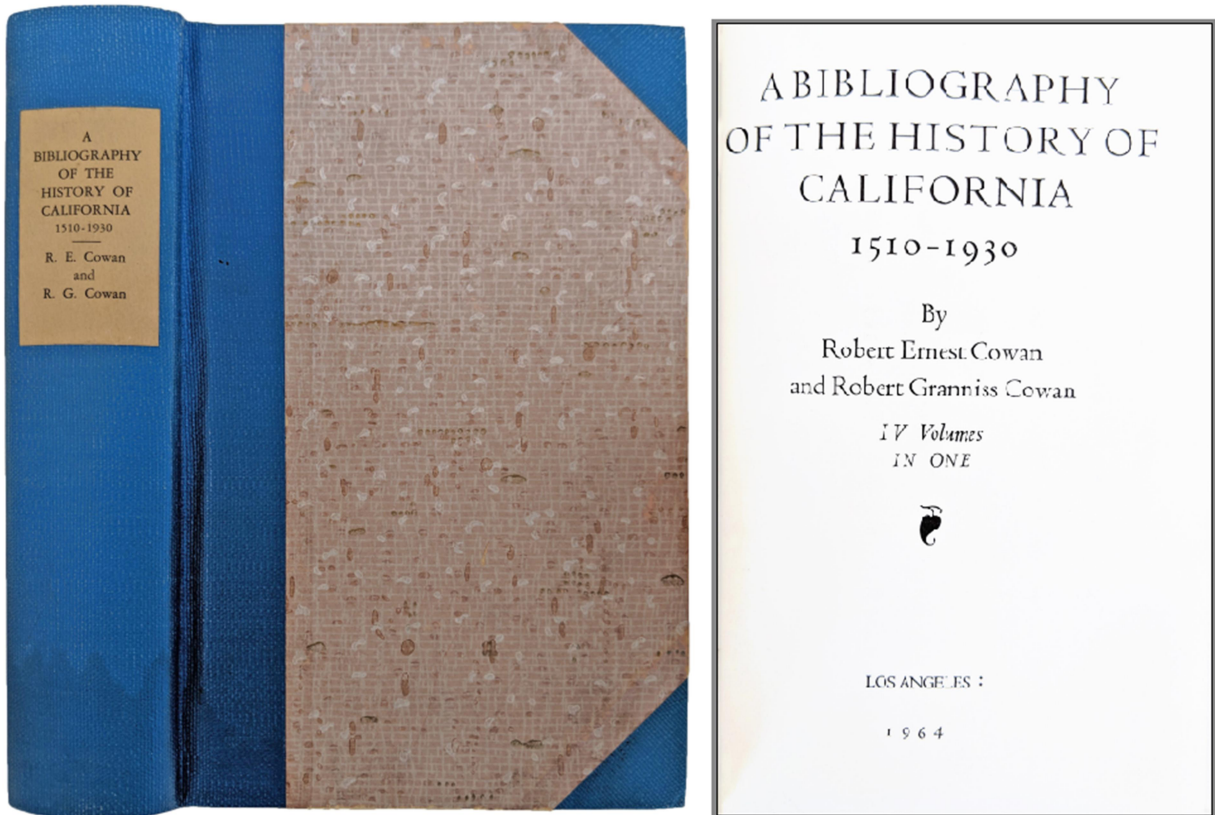 A
BIBLIOGRAPHY
OF THE
HISTORY OF
CALIFORNIA
1510-1930
R. E. Cowan
and
R. G. Cowan
A BIBLIOGRAPHY
OF THE HISTORY OF
CALIFORNIA
1510-1930
By
Robert Ernest Cowan
and Robert Granniss Cowan
IV Volumes
IN ONE
LOS ANGELES :
1964